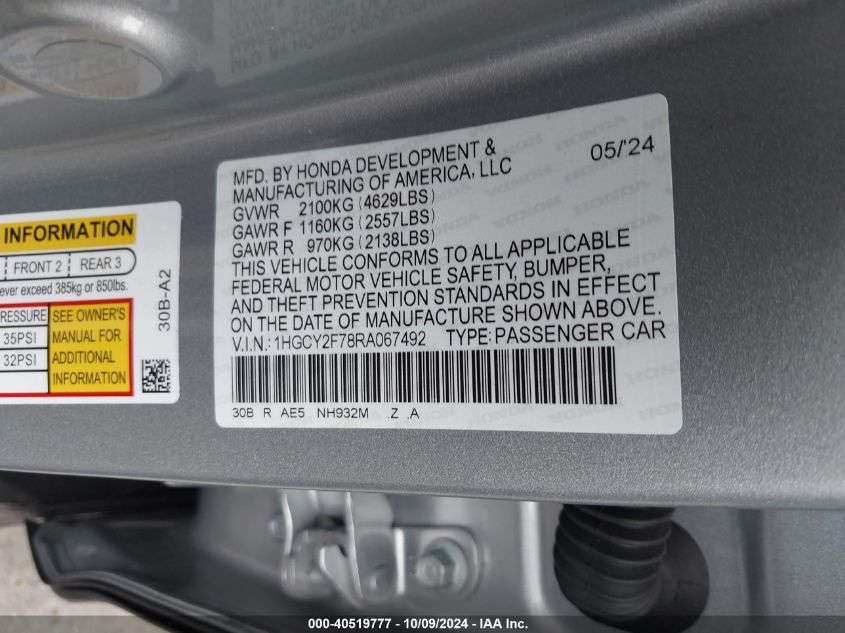 MFD. BY HONDA DEVELOPMENT &
MANUFACTURING OF AMERICA, LLC
05/'24
GVWR 2100KG (4629LBS)
GAWR F 1160KG (2557LBS)
GAWR R 970KG (2138LBS)
THIS VEHICLE CONFORMS TO ALL APPLICABLE
FEDERAL MOTOR VEHICLE SAFETY, BUMPER,
AND THEFT PREVENTION STANDARDS IN EFFECT
ON THE DATE OF MANUFACTURE SHOWN ABOVE.
V.I.N.: 1HGCY2F78RA067492 TYPE: PASSENGER CAR
30B R AE5 NH932M .Z .A
INFORMATION
FRONT 2 REAR 3
exceed 385kg or 850lbs.
SEE OWNER'S
35PSI MANUAL FOR
32PSI ADDITIONAL
INFORMATION
30B-A2
000-40519777 - 10/09/2024 - IAA Inc.